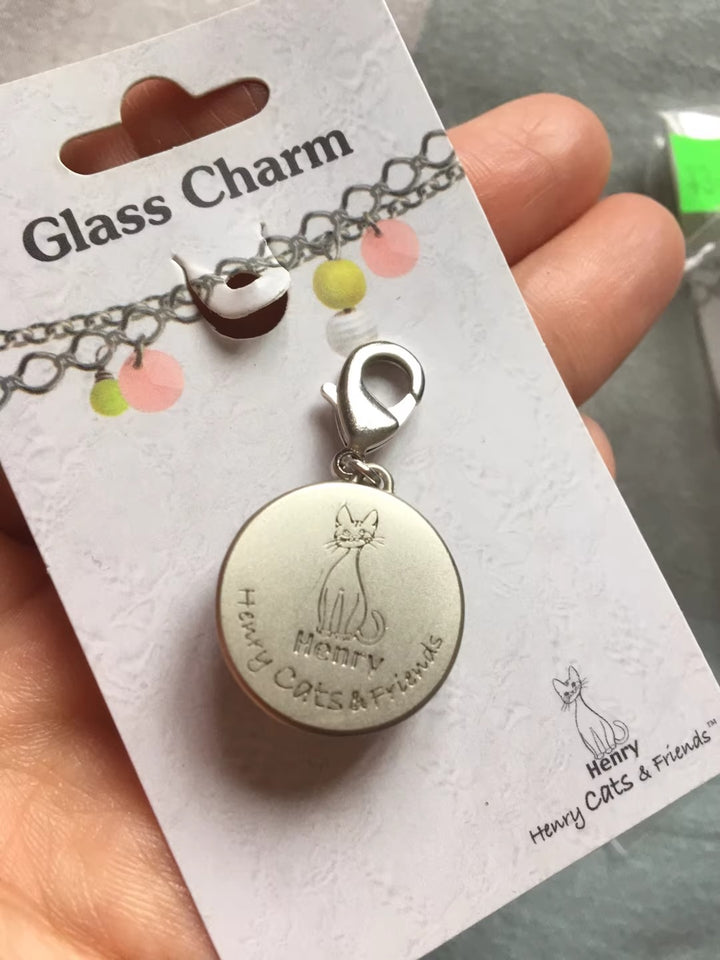 Glass Charm
Henry
Henry Cats & Friends
Henry
Henry Cats & Friends™